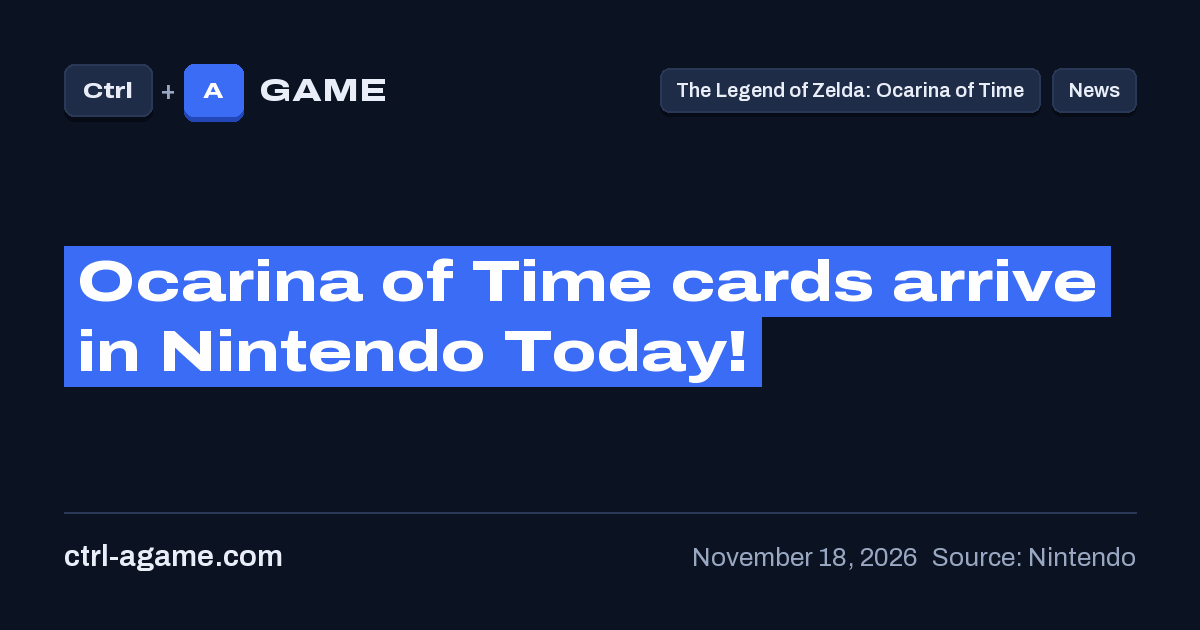 Ctrl + A GAME
The Legend of Zelda: Ocarina of Time News
Ocarina of Time cards arrive
in Nintendo Today!
ctrl-agame.com
November 18, 2026 Source: Nintendo